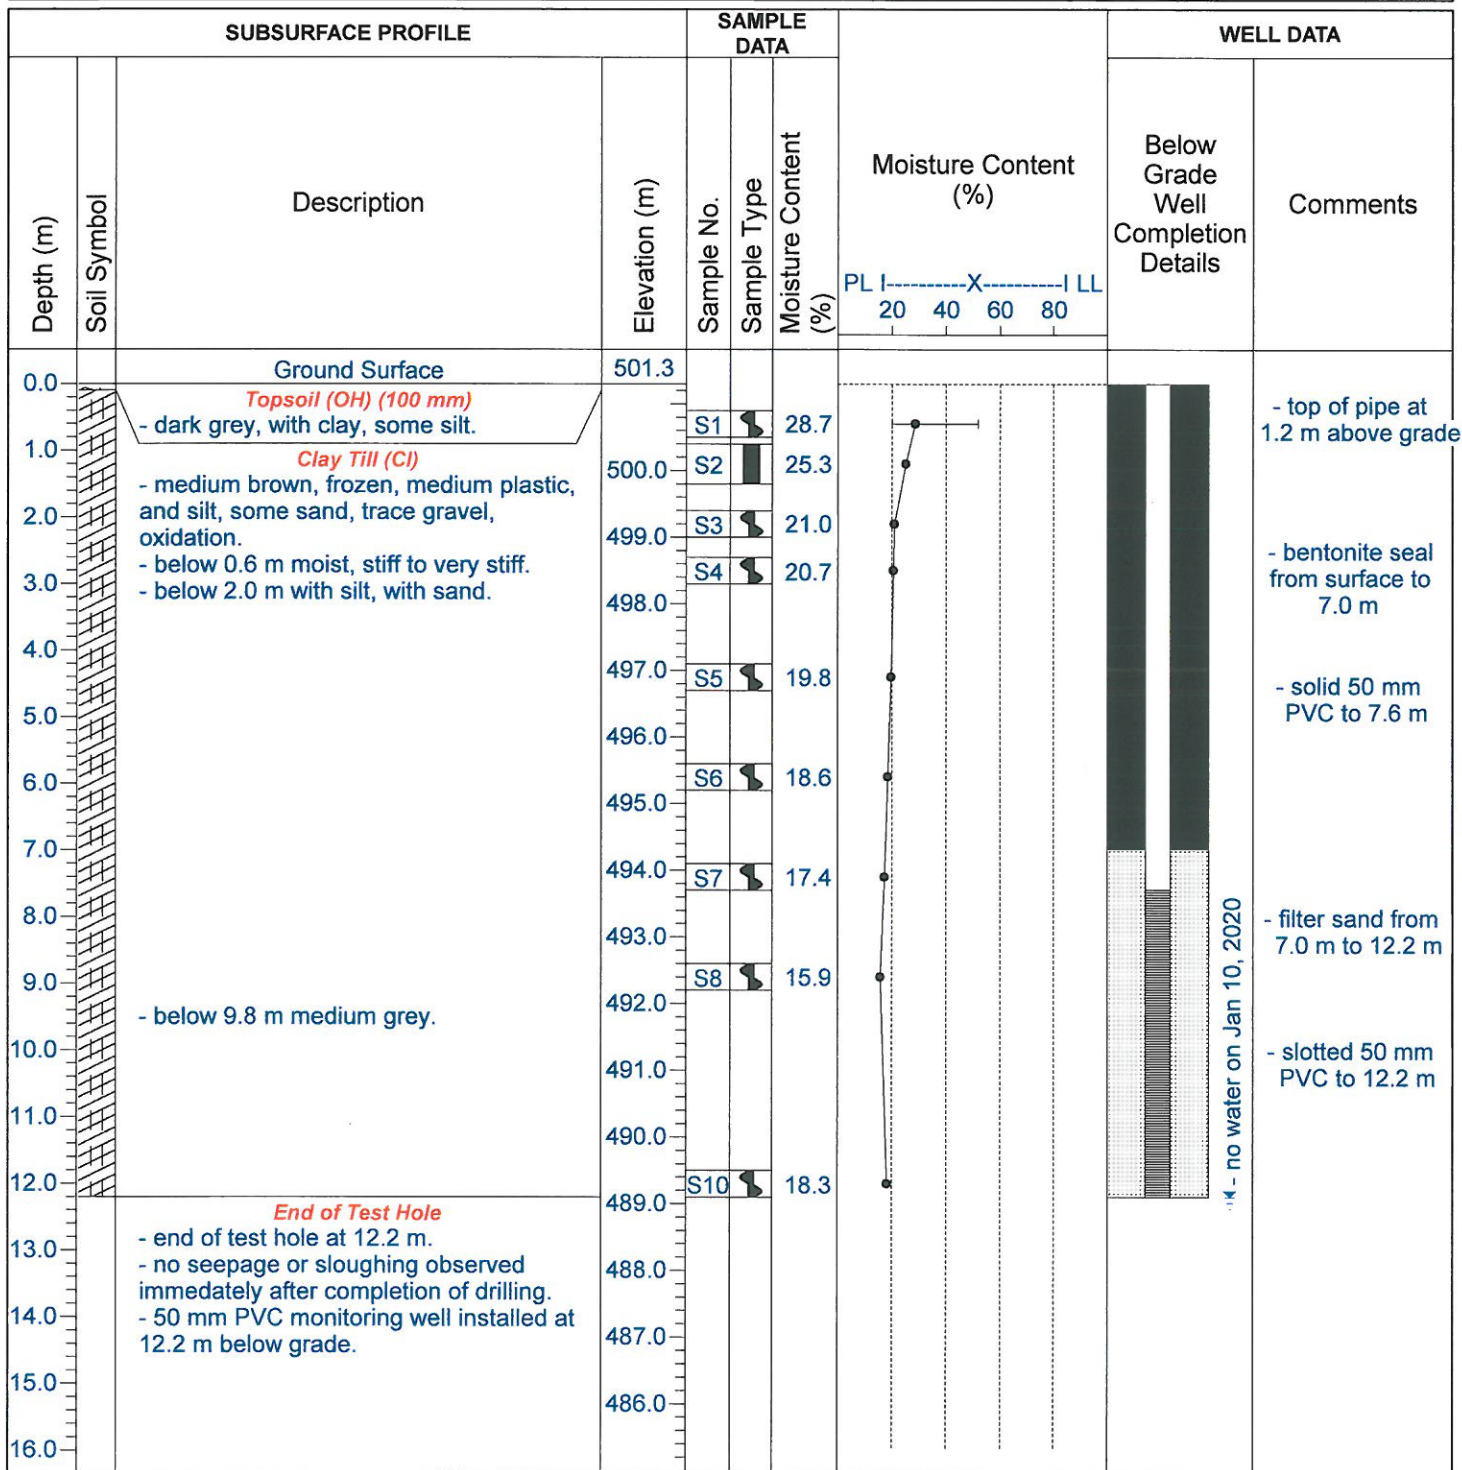 SUBSURFACE PROFILE
SAMPLE
DATA
WELL DATA
Depth (m)
Soil Symbol
Description
Elevation (m)
Sample No.
Sample Type
Moisture Content
(%)
Moisture Content
(%)
PL I----------X----------I LL
20 40 60 80
Below
Grade
Well
Completion
Details
Comments
0.0
1.0
2.0
3.0
4.0
5.0
6.0
7.0
8.0
9.0
10.0
11.0
12.0
13.0
14.0
15.0
16.0
Ground Surface
Topsoil (OH) (100 mm)
- dark grey, with clay, some silt.
Clay Till (CI)
- medium brown, frozen, medium plastic,
and silt, some sand, trace gravel,
oxidation.
- below 0.6 m moist, stiff to very stiff.
- below 2.0 m with silt, with sand.
- below 9.8 m medium grey.
End of Test Hole
- end of test hole at 12.2 m.
- no seepage or sloughing observed
immedately after completion of drilling.
- 50 mm PVC monitoring well installed at
12.2 m below grade.
501.3
500.0
499.0
498.0
497.0
496.0
495.0
494.0
493.0
492.0
491.0
490.0
489.0
488.0
487.0
486.0
S1 28.7
S2 25.3
S3 21.0
S4 20.7
S5 19.8
S6 18.6
S7 17.4
S8 15.9
S10 18.3
- no water on Jan 10, 2020
- top of pipe at
1.2 m above grade
- bentonite seal
from surface to
7.0 m
- solid 50 mm
PVC to 7.6 m
- filter sand from
7.0 m to 12.2 m
- slotted 50 mm
PVC to 12.2 m